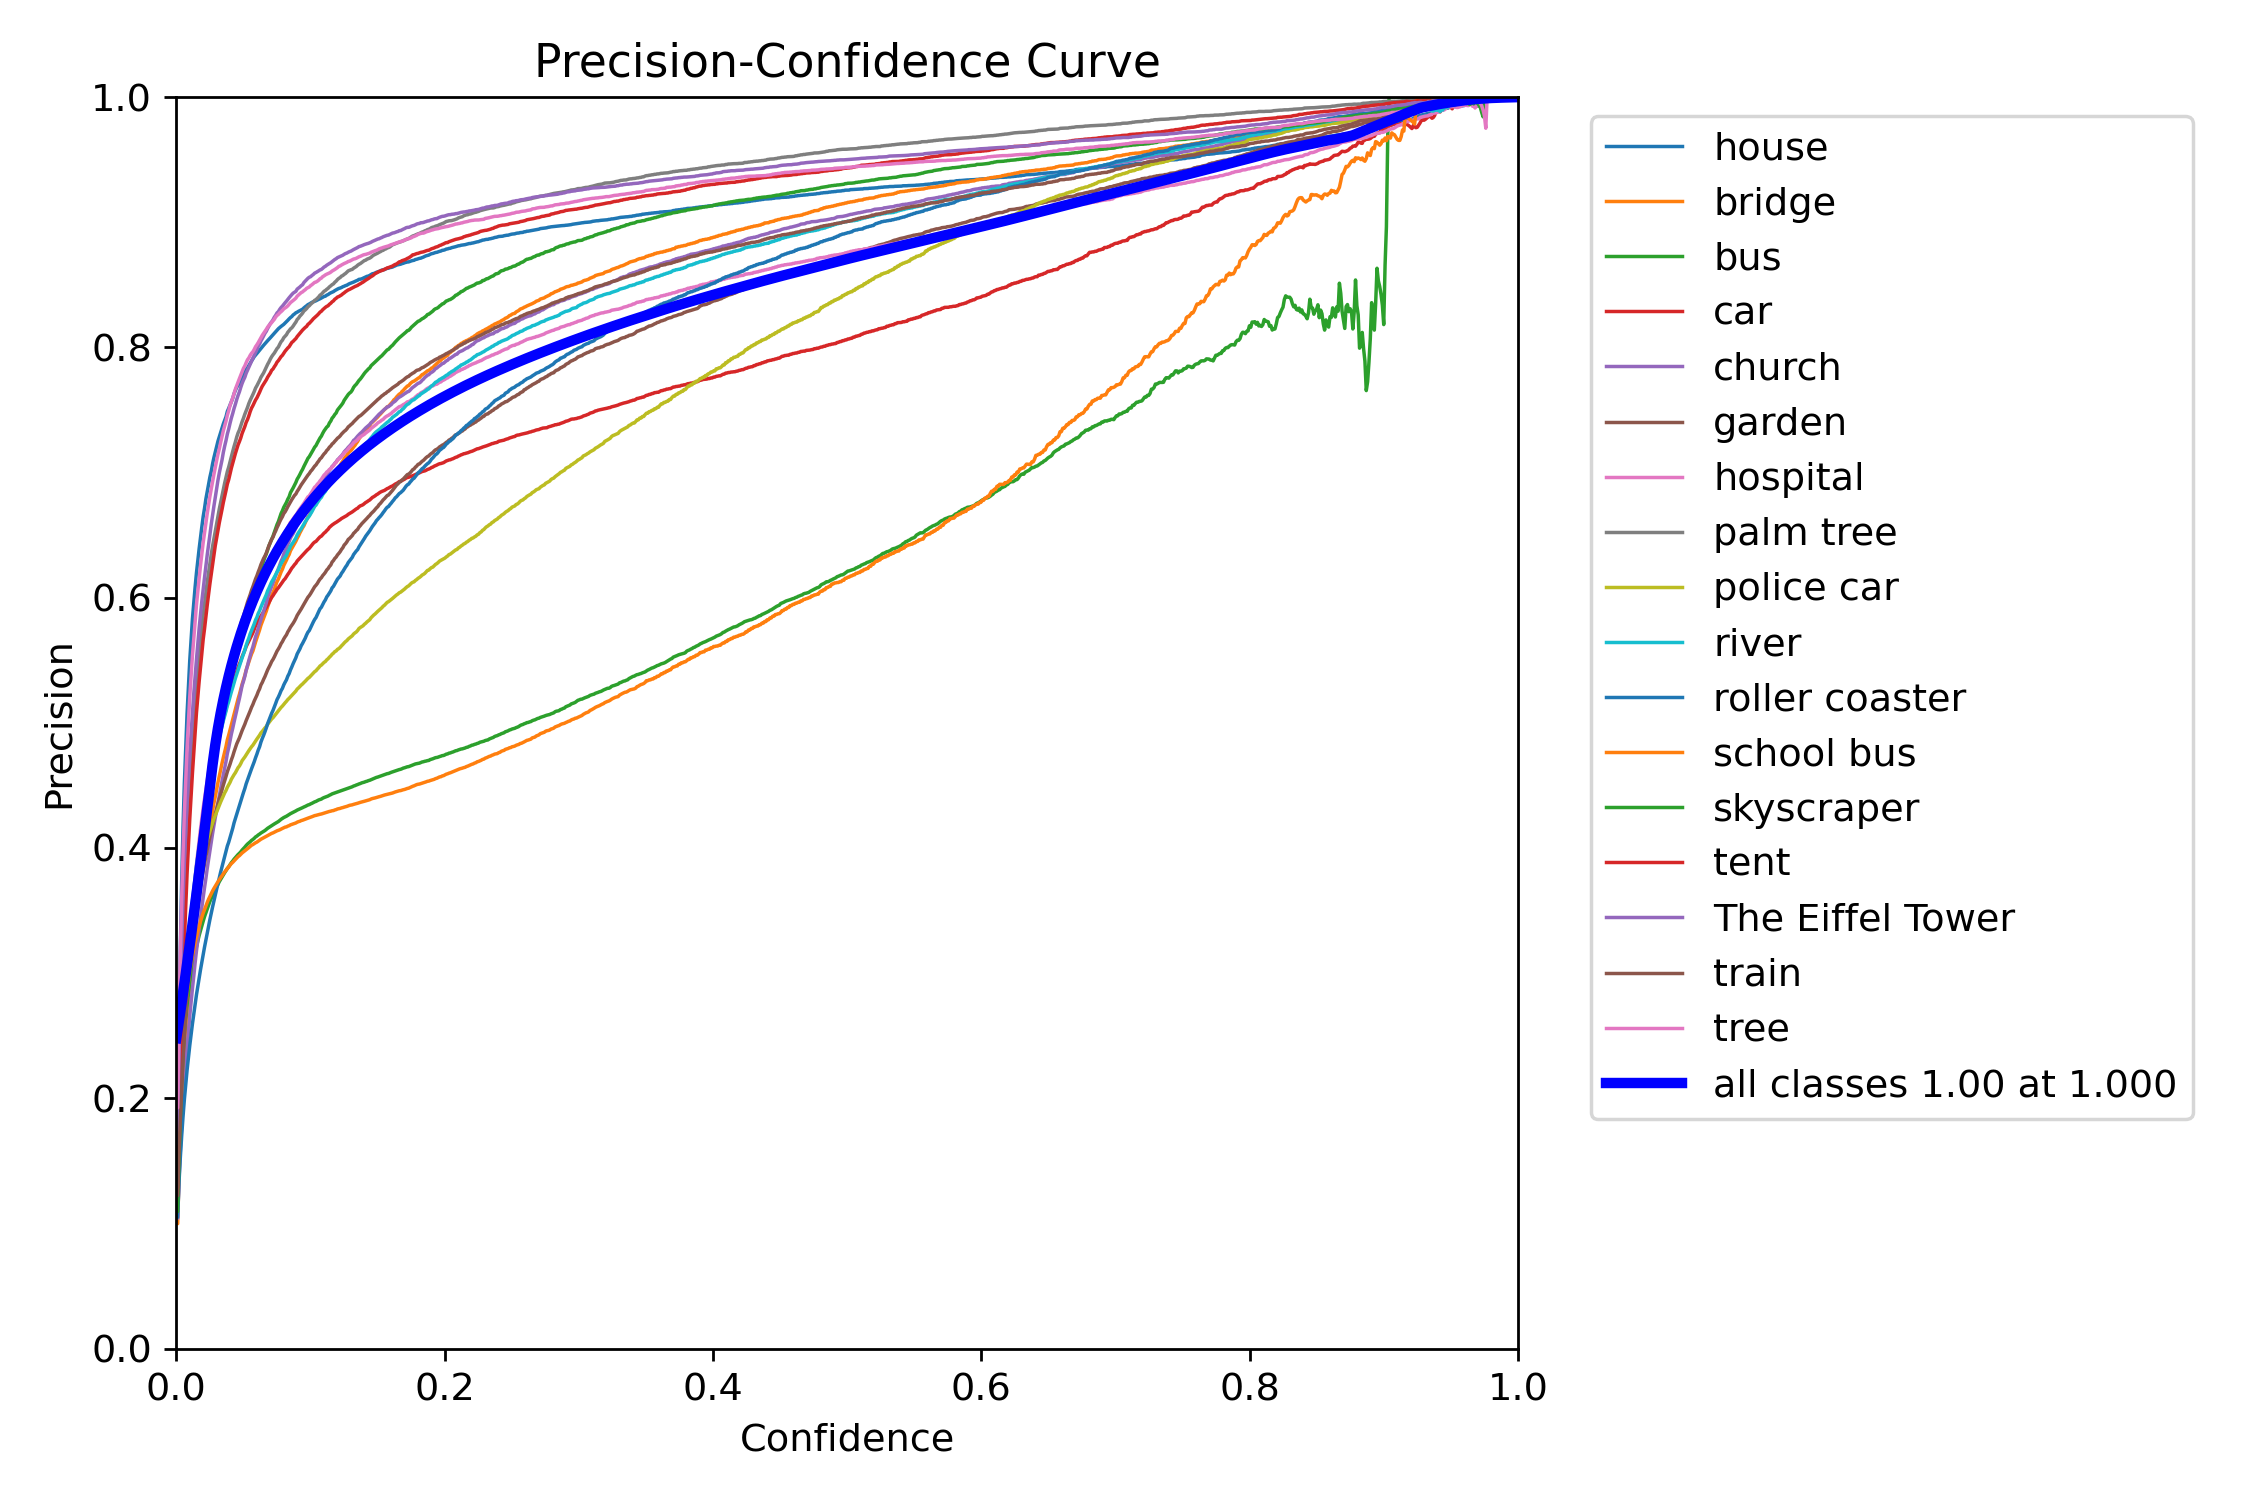 Precision-Confidence Curve
1.0
0.8
0.6
0.4
0.2
0.0
Precision
0.0 0.2 0.4 0.6 0.8 1.0
Confidence
house
bridge
bus
car
church
garden
hospital
palm tree
police car
river
roller coaster
school bus
skyscraper
tent
The Eiffel Tower
train
tree
all classes 1.00 at 1.000